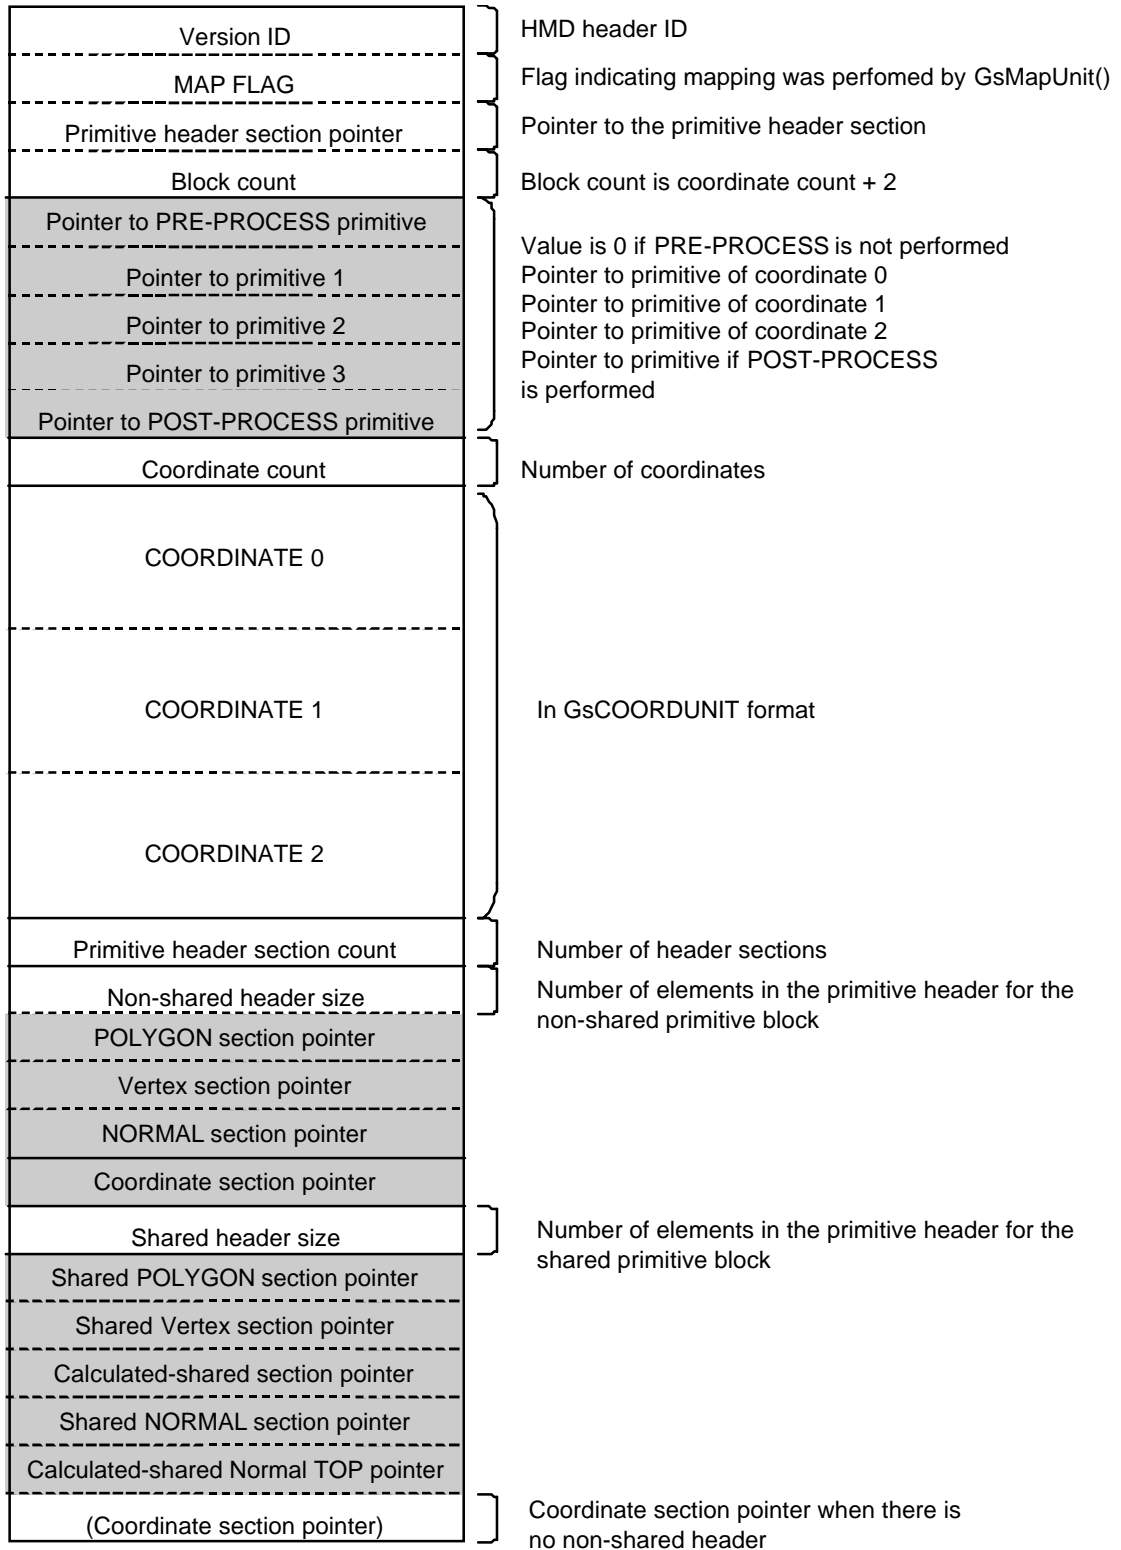 Version ID
HMD header ID
MAP FLAG
Flag indicating mapping was perfomed by GsMapUnit()
Primitive header section pointer
Pointer to the primitive header section
Block count
Block count is coordinate count + 2
Pointer to PRE-PROCESS primitive
Pointer to primitive 1
Pointer to primitive 2
Pointer to primitive 3
Pointer to POST-PROCESS primitive
Value is 0 if PRE-PROCESS is not performed
Pointer to primitive of coordinate 0
Pointer to primitive of coordinate 1
Pointer to primitive of coordinate 2
Pointer to primitive if POST-PROCESS
is performed
Coordinate count
Number of coordinates
COORDINATE 0
COORDINATE 1
COORDINATE 2
In GsCOORDUNIT format
Primitive header section count
Number of header sections
Non-shared header size
Number of elements in the primitive header for the
non-shared primitive block
POLYGON section pointer
Vertex section pointer
NORMAL section pointer
Coordinate section pointer
Shared header size
Number of elements in the primitive header for the
shared primitive block
Shared POLYGON section pointer
Shared Vertex section pointer
Calculated-shared section pointer
Shared NORMAL section pointer
Calculated-shared Normal TOP pointer
(Coordinate section pointer)
Coordinate section pointer when there is
no non-shared header